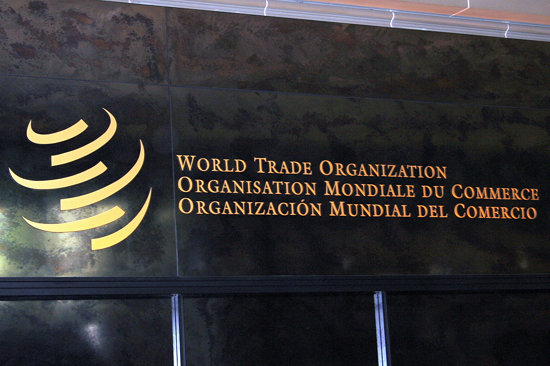 World Trade Organization
Organisation Mondiale du Commerce
Organización Mundial del Comercio